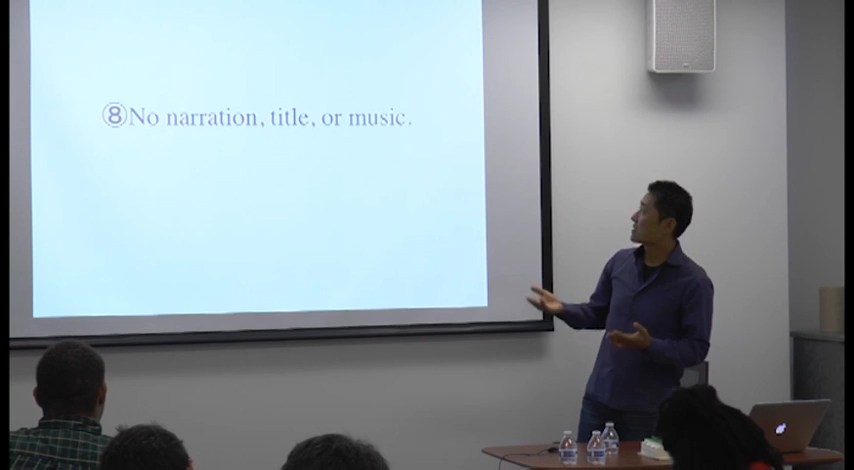 ⑧No narration, title, or music.